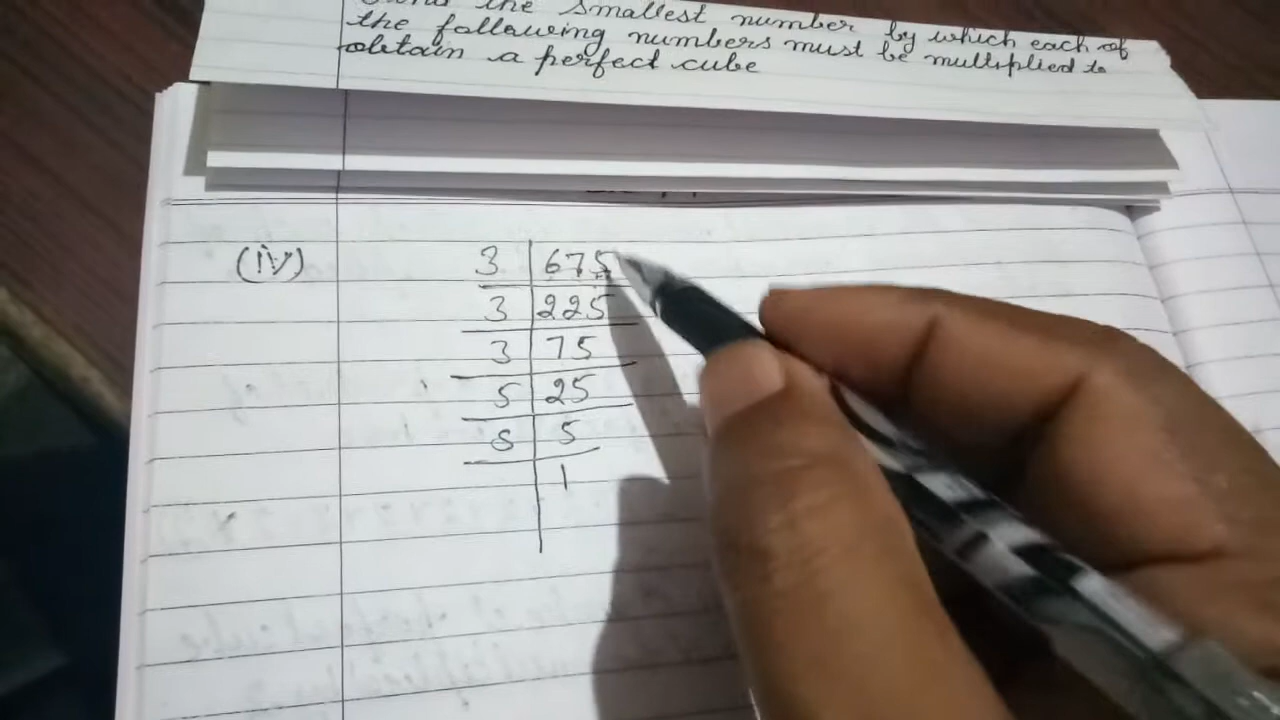 the smallest number by which each of
the following numbers must be multiplied to
obtain a perfect cube
(iv) 3 675
3 225
3 75
5 25
5 5
1